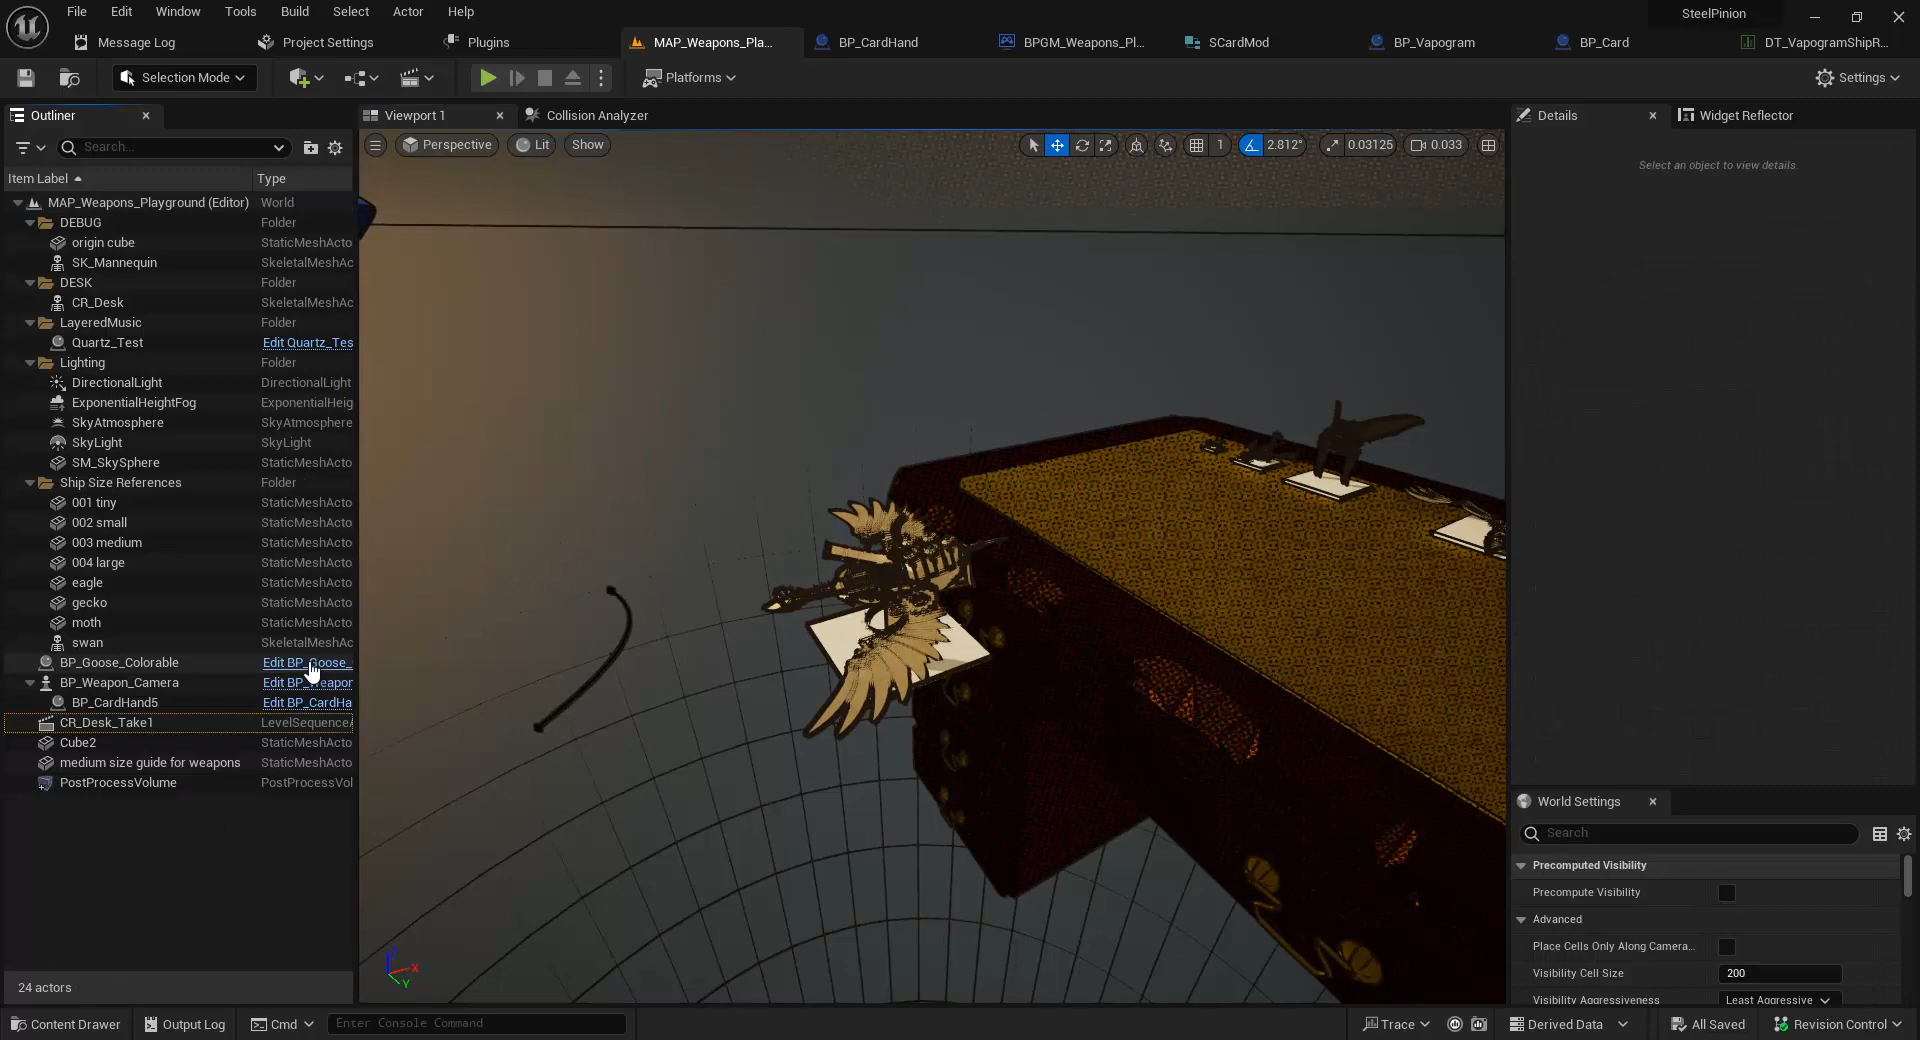 File Edit Window Tools Build Select Actor Help
SteelPinion
Message Log Project Settings Plugins MAP_Weapons_Pla... BP_CardHand BPGM_Weapons_Pl... SCardMod BP_Vapogram BP_Card DT_VapogramShipR...
Selection Mode Platforms Settings
Outliner Viewport 1 Collision Analyzer Details Widget Reflector
Search... Perspective Lit Show 1 2.812° 0.03125 0.033
Select an object to view details.
Item Label Type
MAP_Weapons_Playground (Editor) World
DEBUG Folder
origin cube StaticMeshActo
SK_Mannequin SkeletalMeshAc
DESK Folder
CR_Desk SkeletalMeshAc
LayeredMusic Folder
Quartz_Test Edit Quartz_Tes
Lighting Folder
DirectionalLight DirectionalLight
ExponentialHeightFog ExponentialHeig
SkyAtmosphere SkyAtmosphere
SkyLight SkyLight
SM_SkySphere StaticMeshActo
Ship Size References Folder
001 tiny StaticMeshActo
002 small StaticMeshActo
003 medium StaticMeshActo
004 large StaticMeshActo
eagle StaticMeshActo
gecko StaticMeshActo
moth StaticMeshActo
swan SkeletalMeshAc
BP_Goose_Colorable Edit BP_Goose_
BP_Weapon_Camera Edit BP_Weapon
BP_CardHand5 Edit BP_CardHa
CR_Desk_Take1 LevelSequenceA
Cube2 StaticMeshActo
medium size guide for weapons StaticMeshActo
PostProcessVolume PostProcessVol
World Settings
Search
Precomputed Visibility
Precompute Visibility
Advanced
Place Cells Only Along Camera...
Visibility Cell Size 200
Visibility Aggressiveness Least Aggressive
Z X Y
24 actors
Content Drawer Output Log Cmd Enter Console Command Trace Derived Data All Saved Revision Control